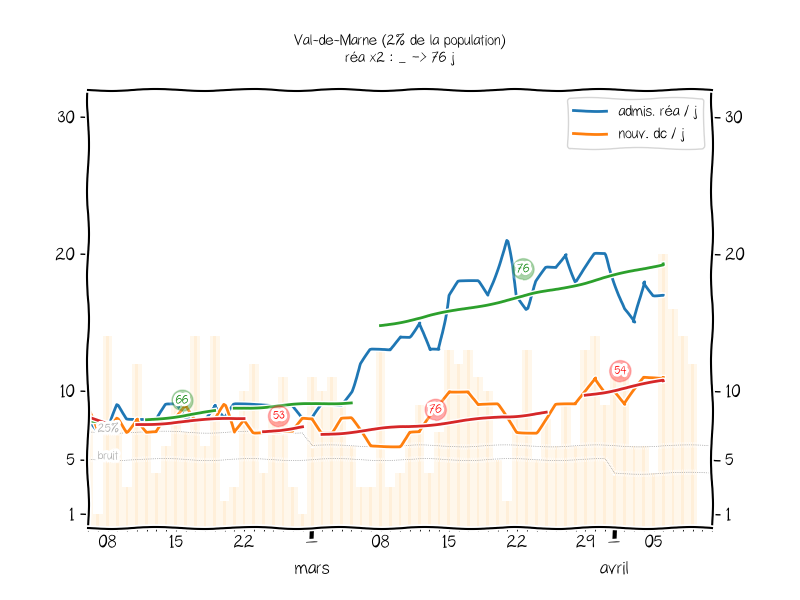 Val-de-Marne (2% de la population)
réa x2 : _ -> 76 j
admis. réa / j
nouv. dc / j
30
30
20
20
10
10
5
5
1
1
76
66
53
76
54
25%
bruit
08 15 22 _ 08 15 22 29 _ 05
mars avril